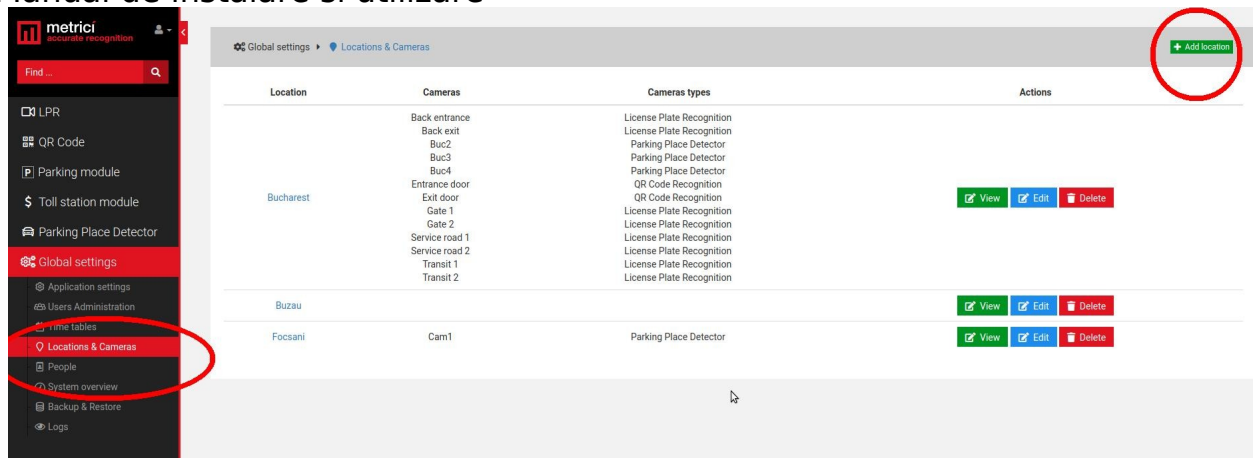 Manual de instalare si utilizare
metrici
accurate recognition
Find ...
LPR
QR Code
Parking module
Toll station module
Parking Place Detector
Global settings
Application settings
Users Administration
Time tables
Locations & Cameras
People
System overview
Backup & Restore
Logs
Global settings Locations & Cameras
Add location
Location Cameras Cameras types Actions
Back entrance License Plate Recognition
Back exit License Plate Recognition
Buc2 Parking Place Detector
Buc3 Parking Place Detector
Buc4 Parking Place Detector
Entrance door QR Code Recognition
Bucharest Exit door QR Code Recognition View Edit Delete
Gate 1 License Plate Recognition
Gate 2 License Plate Recognition
Service road 1 License Plate Recognition
Service road 2 License Plate Recognition
Transit 1 License Plate Recognition
Transit 2 License Plate Recognition
Buzau View Edit Delete
Focsani Cam1 Parking Place Detector View Edit Delete